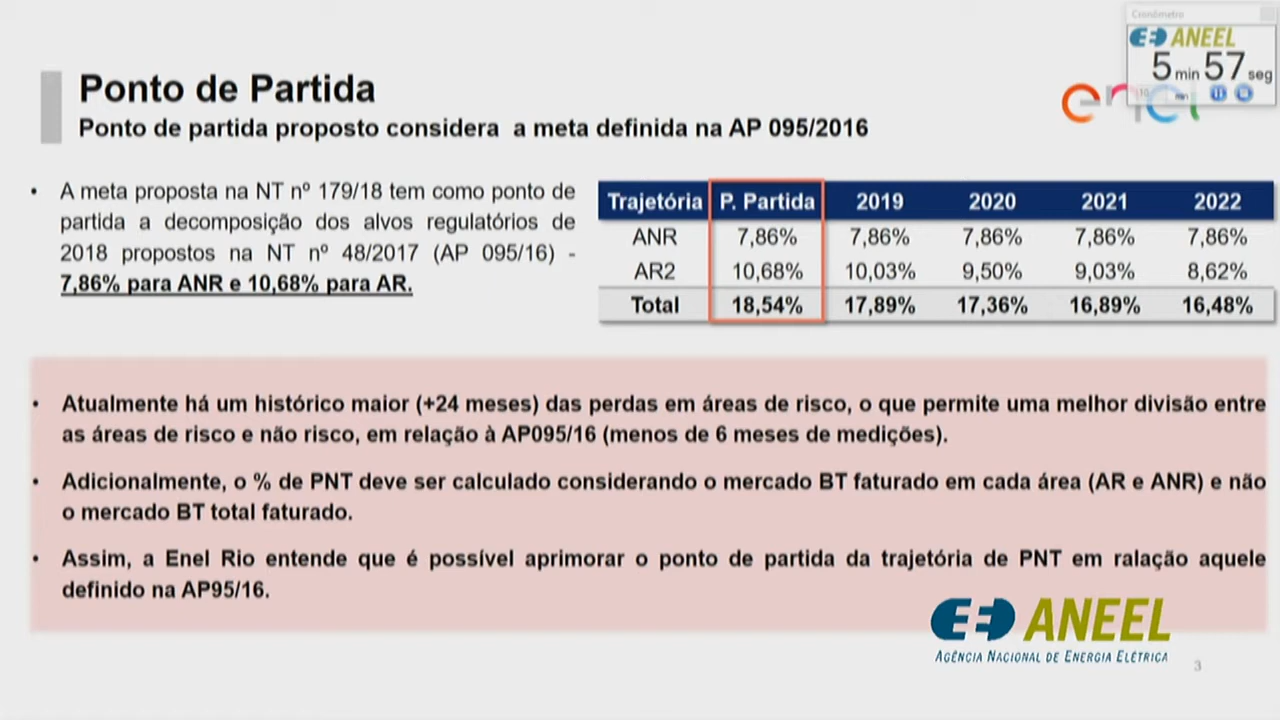 Cronômetro
ANEEL
5 min 57 seg
enel
Ponto de Partida
Ponto de partida proposto considera a meta definida na AP 095/2016
• A meta proposta na NT nº 179/18 tem como ponto de
partida a decomposição dos alvos regulatórios de
2018 propostos na NT nº 48/2017 (AP 095/16) -
7,86% para ANR e 10,68% para AR.
Trajetória P. Partida 2019 2020 2021 2022
ANR 7,86% 7,86% 7,86% 7,86% 7,86%
AR2 10,68% 10,03% 9,50% 9,03% 8,62%
Total 18,54% 17,89% 17,36% 16,89% 16,48%
• Atualmente há um histórico maior (+24 meses) das perdas em áreas de risco, o que permite uma melhor divisão entre
as áreas de risco e não risco, em relação à AP095/16 (menos de 6 meses de medições).
• Adicionalmente, o % de PNT deve ser calculado considerando o mercado BT faturado em cada área (AR e ANR) e não
o mercado BT total faturado.
• Assim, a Enel Rio entende que é possível aprimorar o ponto de partida da trajetória de PNT em ralação aquele
definido na AP95/16.
ANEEL
AGÊNCIA NACIONAL DE ENERGIA ELÉTRICA
3